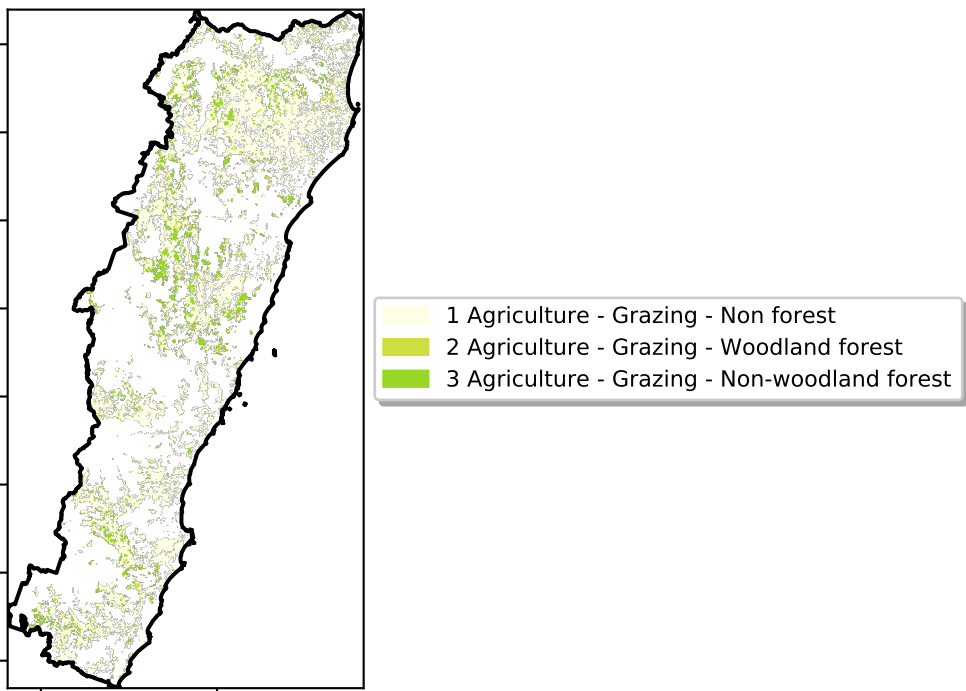 1 Agriculture - Grazing - Non forest
2 Agriculture - Grazing - Woodland forest
3 Agriculture - Grazing - Non-woodland forest